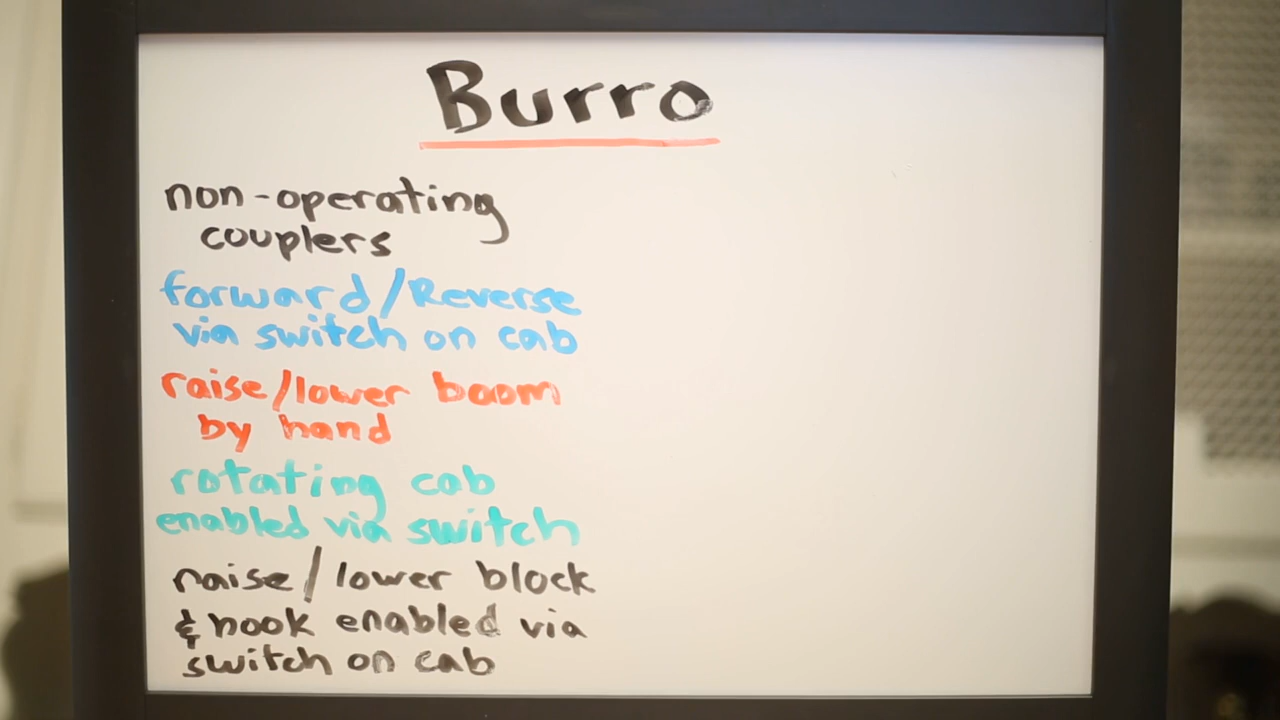 Burro
non-operating
couplers
forward/Reverse
via switch on cab
raise/lower boom
by hand
rotating cab
enabled via switch
raise/lower block
& hook enabled via
switch on cab